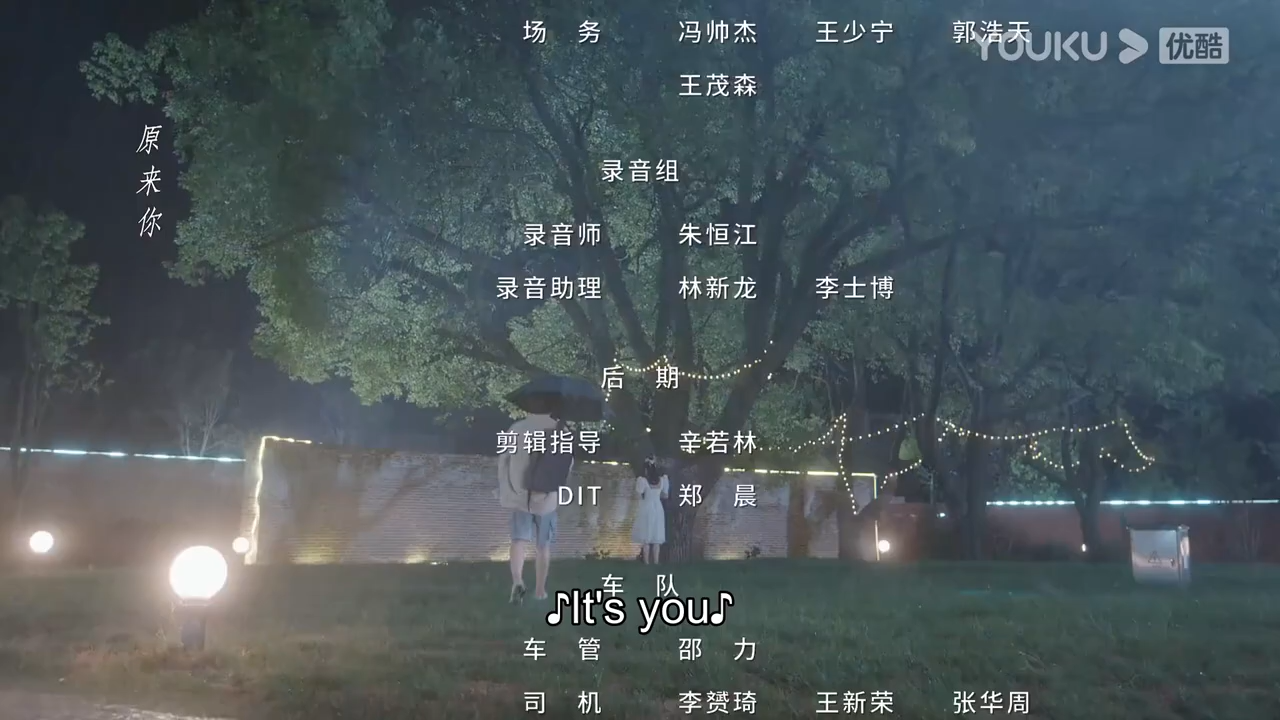 场 务 冯帅杰 王少宁 郭浩天
YOUKU 优酷
王茂森
原来你
录音组
录音师 朱恒江
录音助理 林新龙 李士博
后 期
剪辑指导 辛若林
DIT 郑 晨
车 队
♪It's you♪
车 管 邵 力
司 机 李赟琦 王新荣 张华周